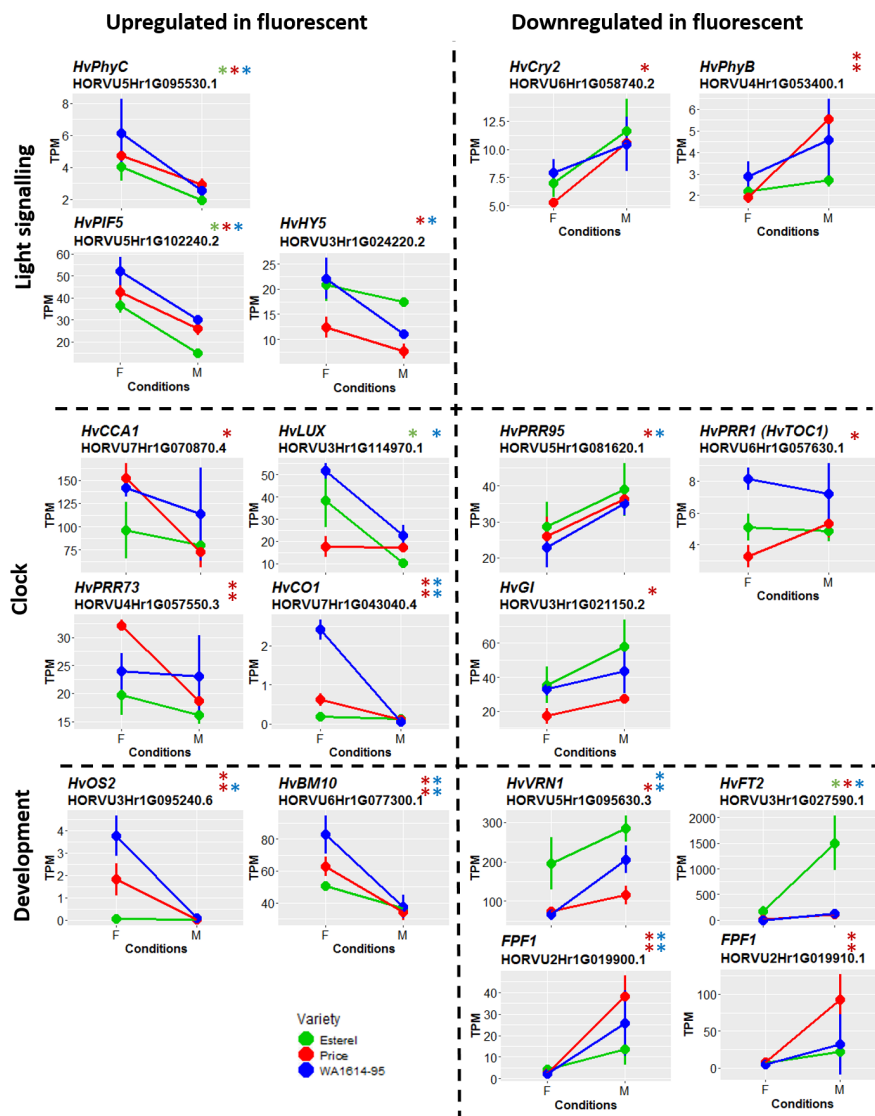 Upregulated in fluorescent
Downregulated in fluorescent
Light signalling
HvPhyC
***
HORVU5Hr1G095530.1
8
6
4
2
TPM
HvCry2
*
HORVU6Hr1G058740.2
12.5
10.0
7.5
5.0
TPM
F M
Conditions
HvPhyB
*
*
HORVU4Hr1G053400.1
6
5
4
3
2
TPM
F M
Conditions
HvPIF5
***
HORVU5Hr1G102240.2
60
50
40
30
20
TPM
F M
Conditions
HvHY5
**
HORVU3Hr1G024220.2
25
20
15
10
TPM
F M
Conditions
Clock
HvCCA1
*
HORVU7Hr1G070870.4
150
125
100
75
TPM
HvLUX
* *
HORVU3Hr1G114970.1
50
40
30
20
10
TPM
HvPRR95
**
HORVU5Hr1G081620.1
40
30
20
TPM
HvPRR1 (HvTOC1)
*
HORVU6Hr1G057630.1
8
6
4
TPM
F M
Conditions
HvPRR73
*
*
HORVU4Hr1G057550.3
30
25
20
15
TPM
F M
Conditions
HvCO1
**
**
HORVU7Hr1G043040.4
2
1
0
TPM
F M
Conditions
HvGI
*
HORVU3Hr1G021150.2
60
40
20
TPM
F M
Conditions
Development
HvOS2
*
**
HORVU3Hr1G095240.6
4
3
2
1
0
TPM
F M
Conditions
HvBM10
**
**
HORVU6Hr1G077300.1
80
60
40
TPM
F M
Conditions
HvVRN1
*
**
HORVU5Hr1G095630.3
300
200
100
TPM
HvFT2
***
HORVU3Hr1G027590.1
2000
1500
1000
500
0
TPM
FPF1
**
**
HORVU2Hr1G019900.1
40
30
20
10
0
TPM
F M
Conditions
FPF1
*
*
HORVU2Hr1G019910.1
100
50
0
TPM
F M
Conditions
Variety
Esterel
Price
WA1614-95